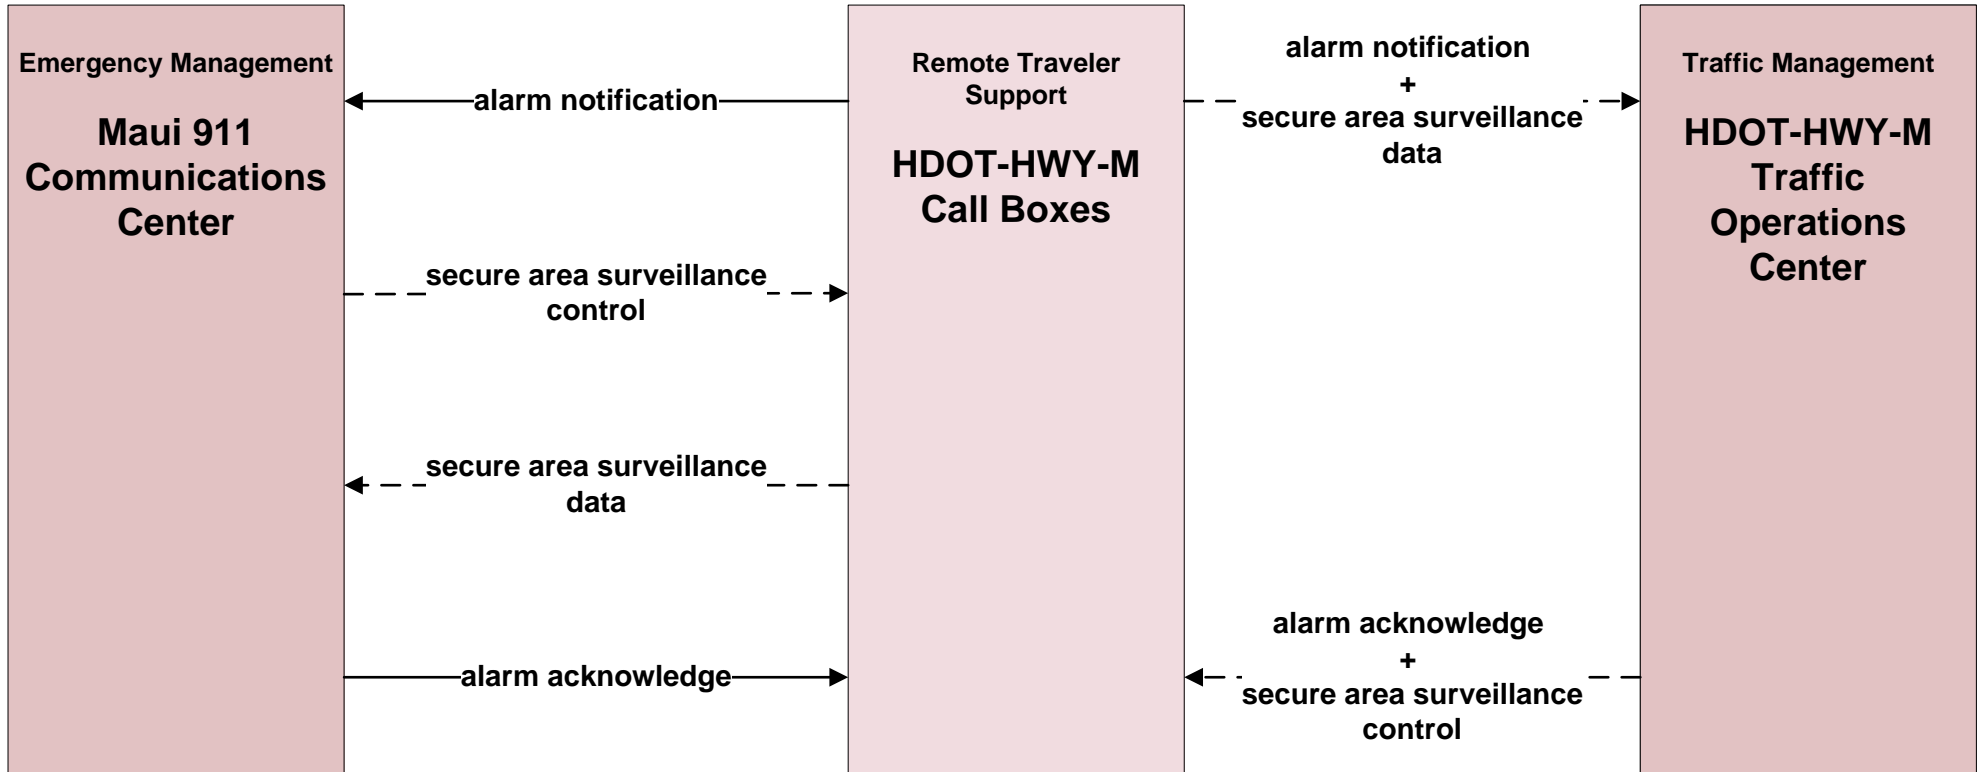 Emergency Management
Maui 911
Communications
Center
alarm notification
secure area surveillance
control
secure area surveillance
data
alarm acknowledge
Remote Traveler
Support
HDOT-HWY-M
Call Boxes
alarm notification
+
secure area surveillance
data
alarm acknowledge
+
secure area surveillance
control
Traffic Management
HDOT-HWY-M
Traffic
Operations
Center